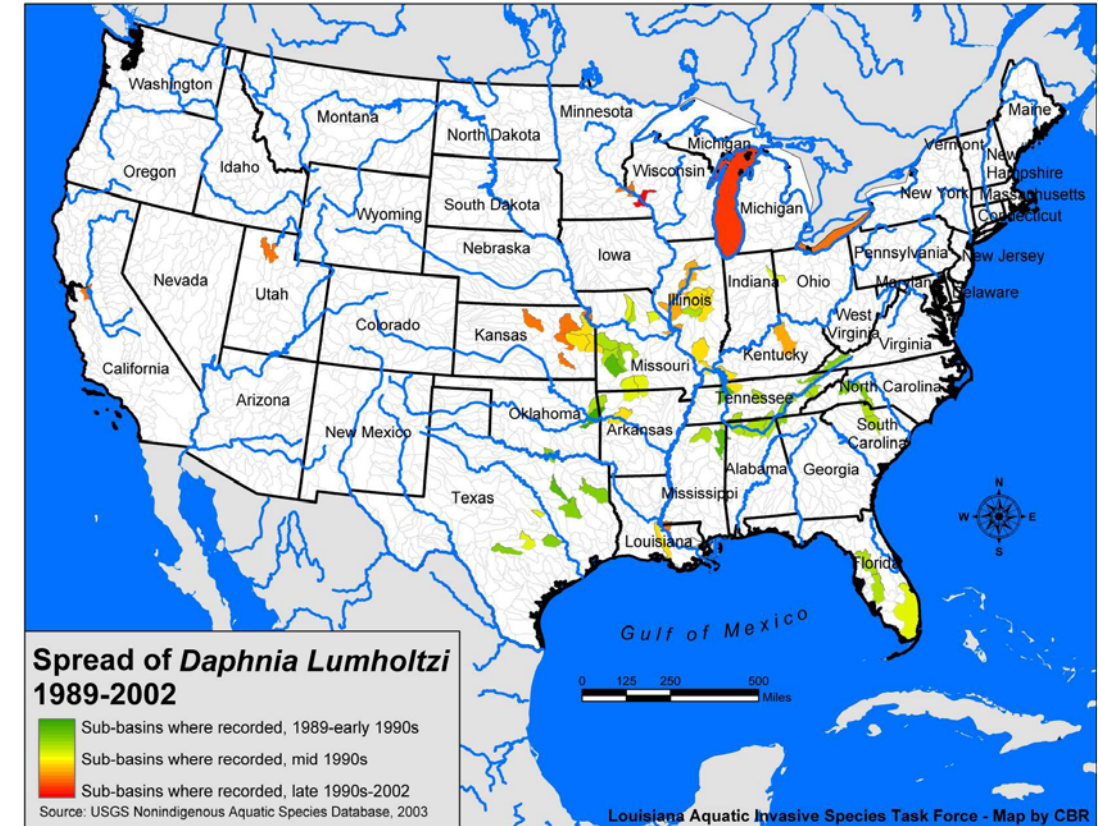 Washington
Montana
North Dakota
Minnesota
Maine
Oregon
Idaho
Michigan
Vermont
New
Hampshire
Wisconsin
South Dakota
Wyoming
Michigan
New York
Massachusetts
Connecticut
Nebraska
Iowa
Pennsylvania
New Jersey
Nevada
Utah
Illinois
Indiana
Ohio
Maryland
Delaware
West
Virginia
Virginia
Colorado
Kansas
Missouri
Kentucky
California
Arizona
New Mexico
Oklahoma
Arkansas
Tennessee
North Carolina
South
Carolina
Texas
Mississippi
Alabama
Georgia
Louisiana
Florida
N
W
E
S
Gulf of Mexico
0 125 250 500
Miles
Spread of Daphnia Lumholtzi
1989-2002
Sub-basins where recorded, 1989-early 1990s
Sub-basins where recorded, mid 1990s
Sub-basins where recorded, late 1990s-2002
Source: USGS Nonindigenous Aquatic Species Database, 2003
Louisiana Aquatic Invasive Species Task Force - Map by CBR